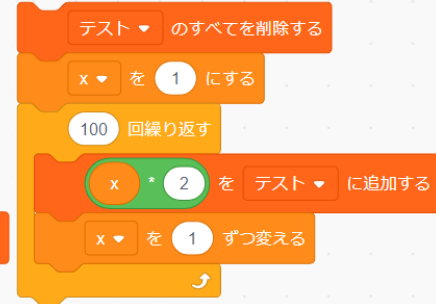 テスト のすべてを削除する
x を 1 にする
100 回繰り返す
x * 2 を テスト に追加する
x を 1 ずつ変える